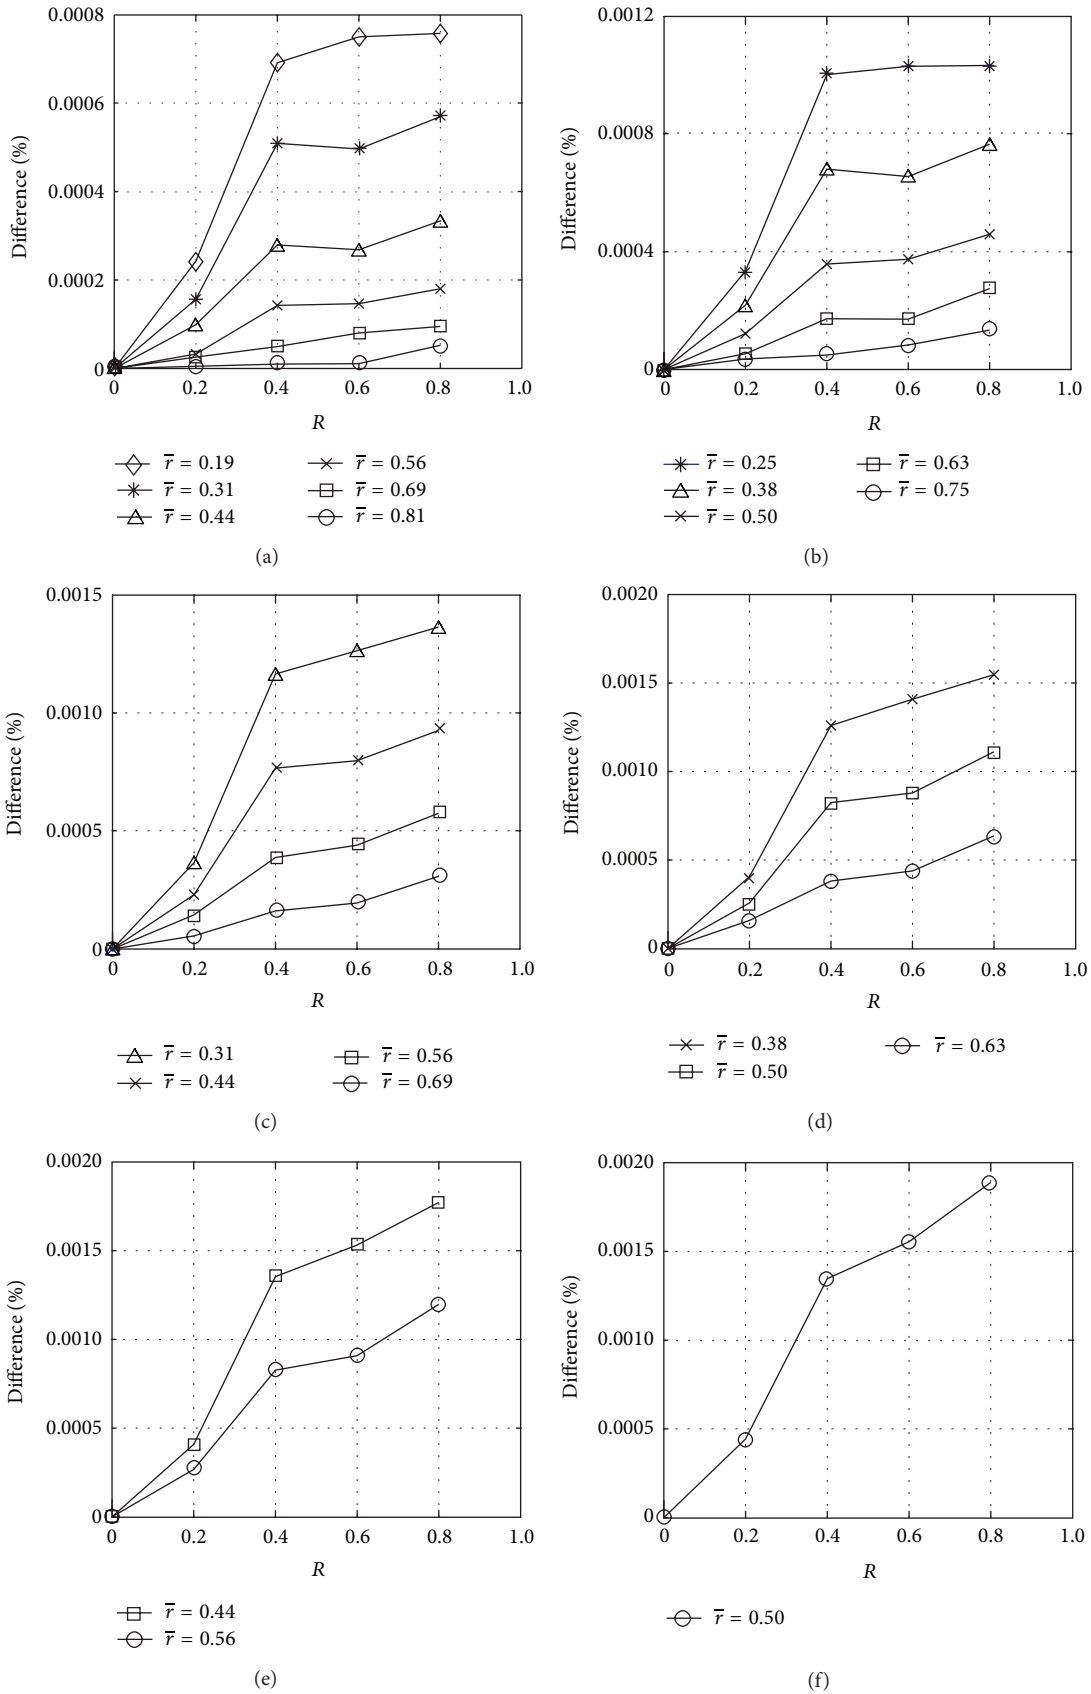 0.0008
0.0006
0.0004
0.0002
0
Difference (%)
0 0.2 0.4 0.6 0.8 1.0
R
r̅ = 0.19
r̅ = 0.31
r̅ = 0.44
r̅ = 0.56
r̅ = 0.69
r̅ = 0.81
(a)
0.0012
0.0008
0.0004
0
Difference (%)
0 0.2 0.4 0.6 0.8 1.0
R
r̅ = 0.25
r̅ = 0.38
r̅ = 0.50
r̅ = 0.63
r̅ = 0.75
(b)
0.0015
0.0010
0.0005
0
Difference (%)
0 0.2 0.4 0.6 0.8 1.0
R
r̅ = 0.31
r̅ = 0.44
r̅ = 0.56
r̅ = 0.69
(c)
0.0020
0.0015
0.0010
0.0005
0
Difference (%)
0 0.2 0.4 0.6 0.8 1.0
R
r̅ = 0.38
r̅ = 0.50
r̅ = 0.63
(d)
0.0020
0.0015
0.0010
0.0005
0
Difference (%)
0 0.2 0.4 0.6 0.8 1.0
R
r̅ = 0.44
r̅ = 0.56
(e)
0.0020
0.0015
0.0010
0.0005
0
Difference (%)
0 0.2 0.4 0.6 0.8 1.0
R
r̅ = 0.50
(f)